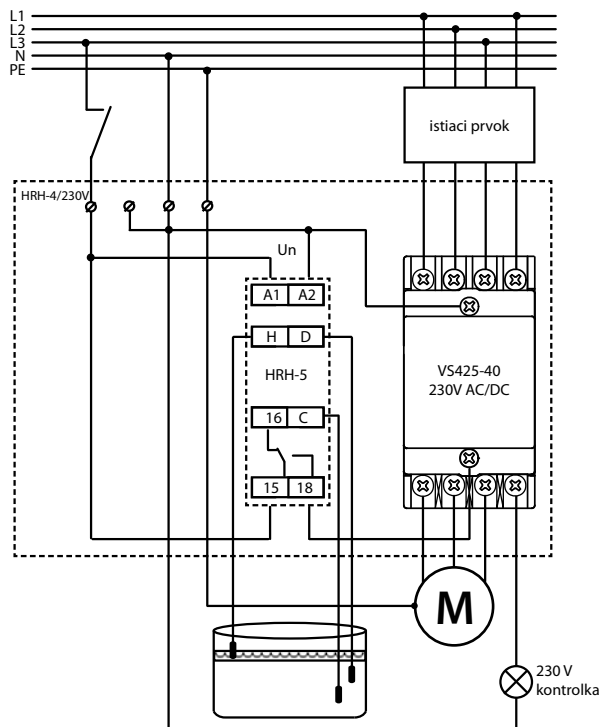 L1
L2
L3
N
PE
istiaci prvok
HRH-4/230V
Un
A1 A2
H D
HRH-5
16 C
15 18
VS425-40
230V AC/DC
M
230 V
kontrolka